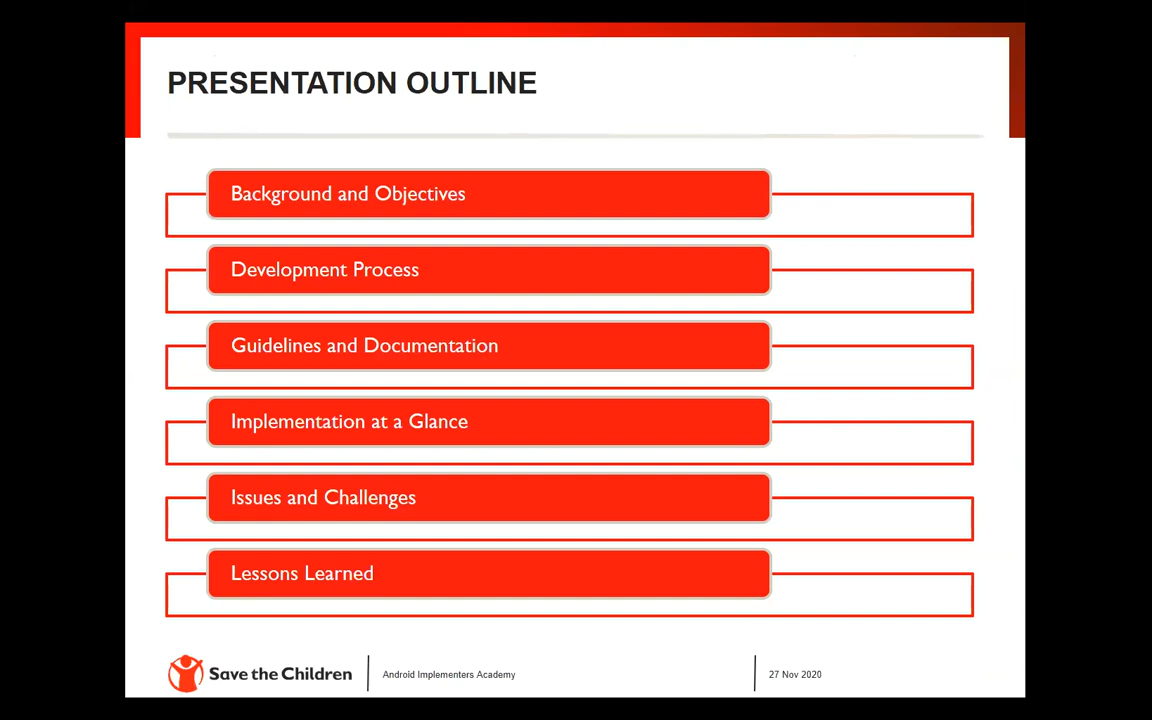 PRESENTATION OUTLINE
Background and Objectives
Development Process
Guidelines and Documentation
Implementation at a Glance
Issues and Challenges
Lessons Learned
Save the Children
Android Implementers Academy
27 Nov 2020